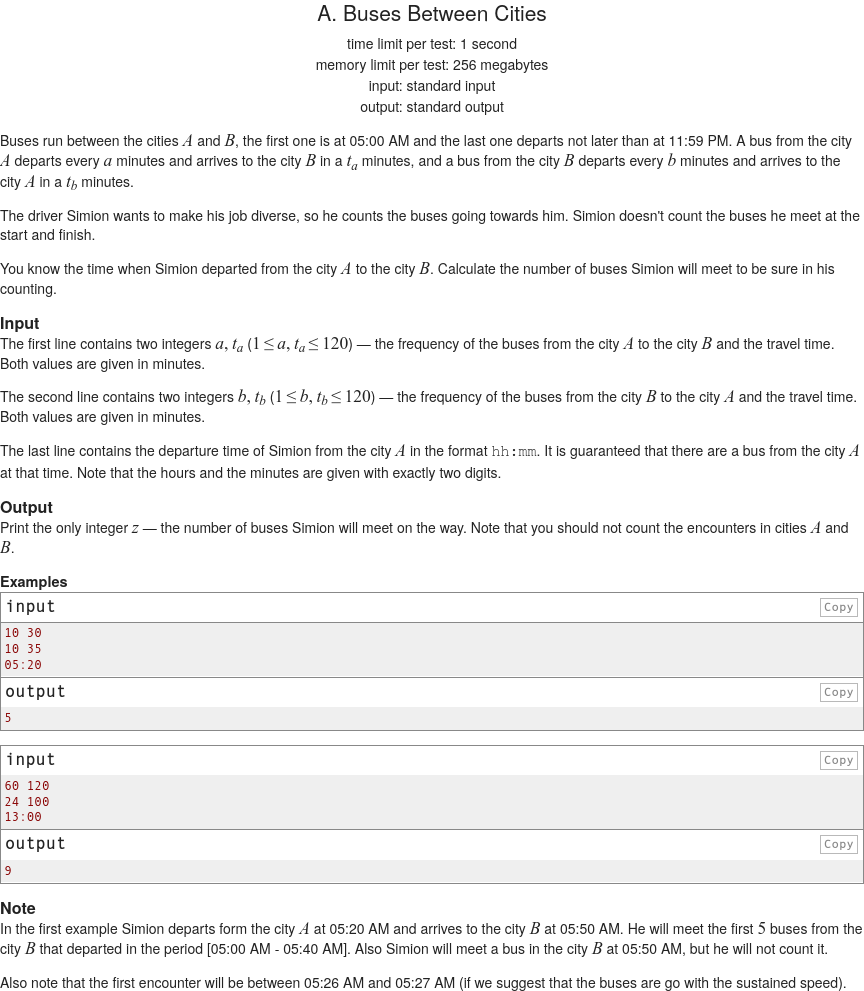 A. Buses Between Cities
time limit per test: 1 second
memory limit per test: 256 megabytes
input: standard input
output: standard output
Buses run between the cities A and B, the first one is at 05:00 AM and the last one departs not later than at 11:59 PM. A bus from the city
A departs every a minutes and arrives to the city B in a ta minutes, and a bus from the city B departs every b minutes and arrives to the
city A in a tb minutes.
The driver Simion wants to make his job diverse, so he counts the buses going towards him. Simion doesn't count the buses he meet at the
start and finish.
You know the time when Simion departed from the city A to the city B. Calculate the number of buses Simion will meet to be sure in his
counting.
Input
The first line contains two integers a, ta (1 ≤ a, ta ≤ 120) — the frequency of the buses from the city A to the city B and the travel time.
Both values are given in minutes.
The second line contains two integers b, tb (1 ≤ b, tb ≤ 120) — the frequency of the buses from the city B to the city A and the travel time.
Both values are given in minutes.
The last line contains the departure time of Simion from the city A in the format hh:mm. It is guaranteed that there are a bus from the city A
at that time. Note that the hours and the minutes are given with exactly two digits.
Output
Print the only integer z — the number of buses Simion will meet on the way. Note that you should not count the encounters in cities A and
B.
Examples
input Copy
10 30
10 35
05:20
output Copy
5
input Copy
60 120
24 100
13:00
output Copy
9
Note
In the first example Simion departs form the city A at 05:20 AM and arrives to the city B at 05:50 AM. He will meet the first 5 buses from the
city B that departed in the period [05:00 AM - 05:40 AM]. Also Simion will meet a bus in the city B at 05:50 AM, but he will not count it.
Also note that the first encounter will be between 05:26 AM and 05:27 AM (if we suggest that the buses are go with the sustained speed).